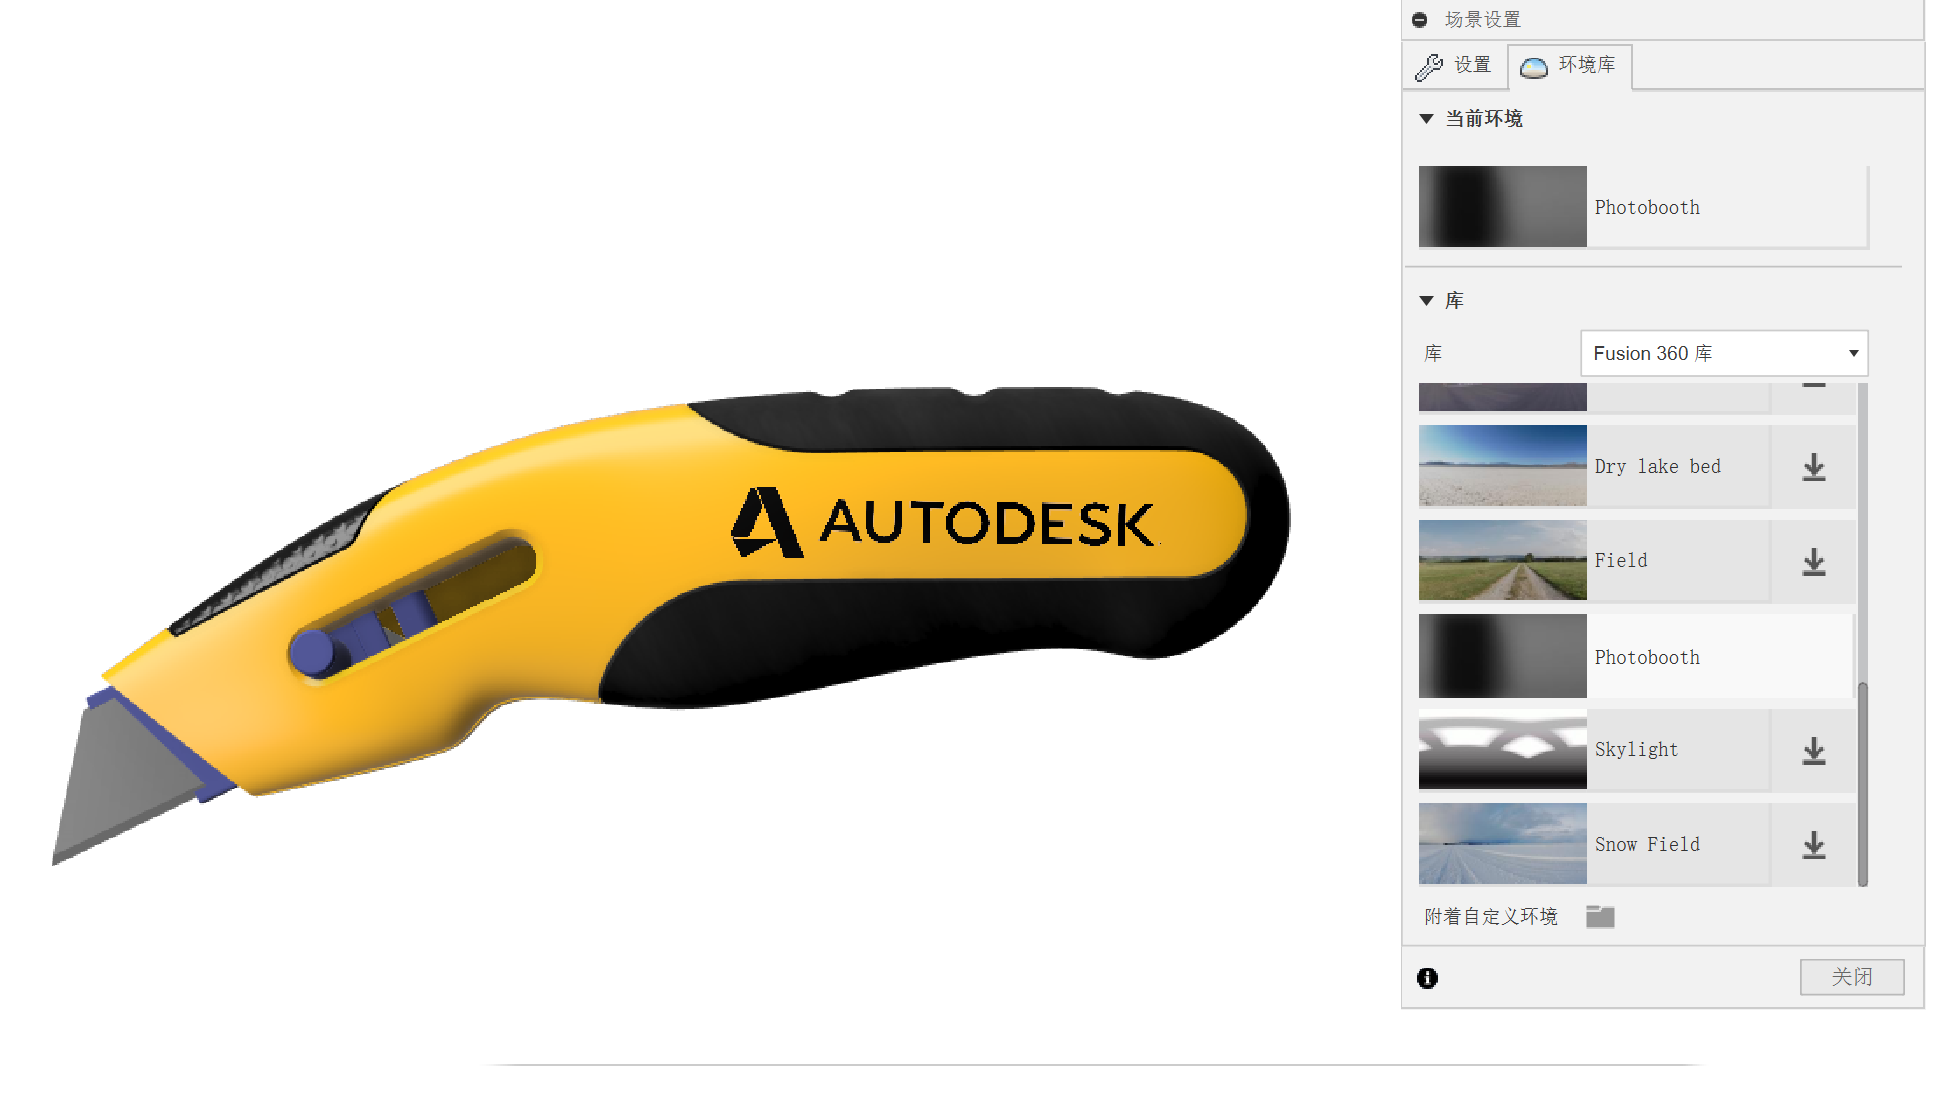 场景设置
设置
环境库
当前环境
Photobooth
库
库
Fusion 360 库
Dry lake bed
Field
Photobooth
Skylight
Snow Field
附着自定义环境
关闭
AUTODESK